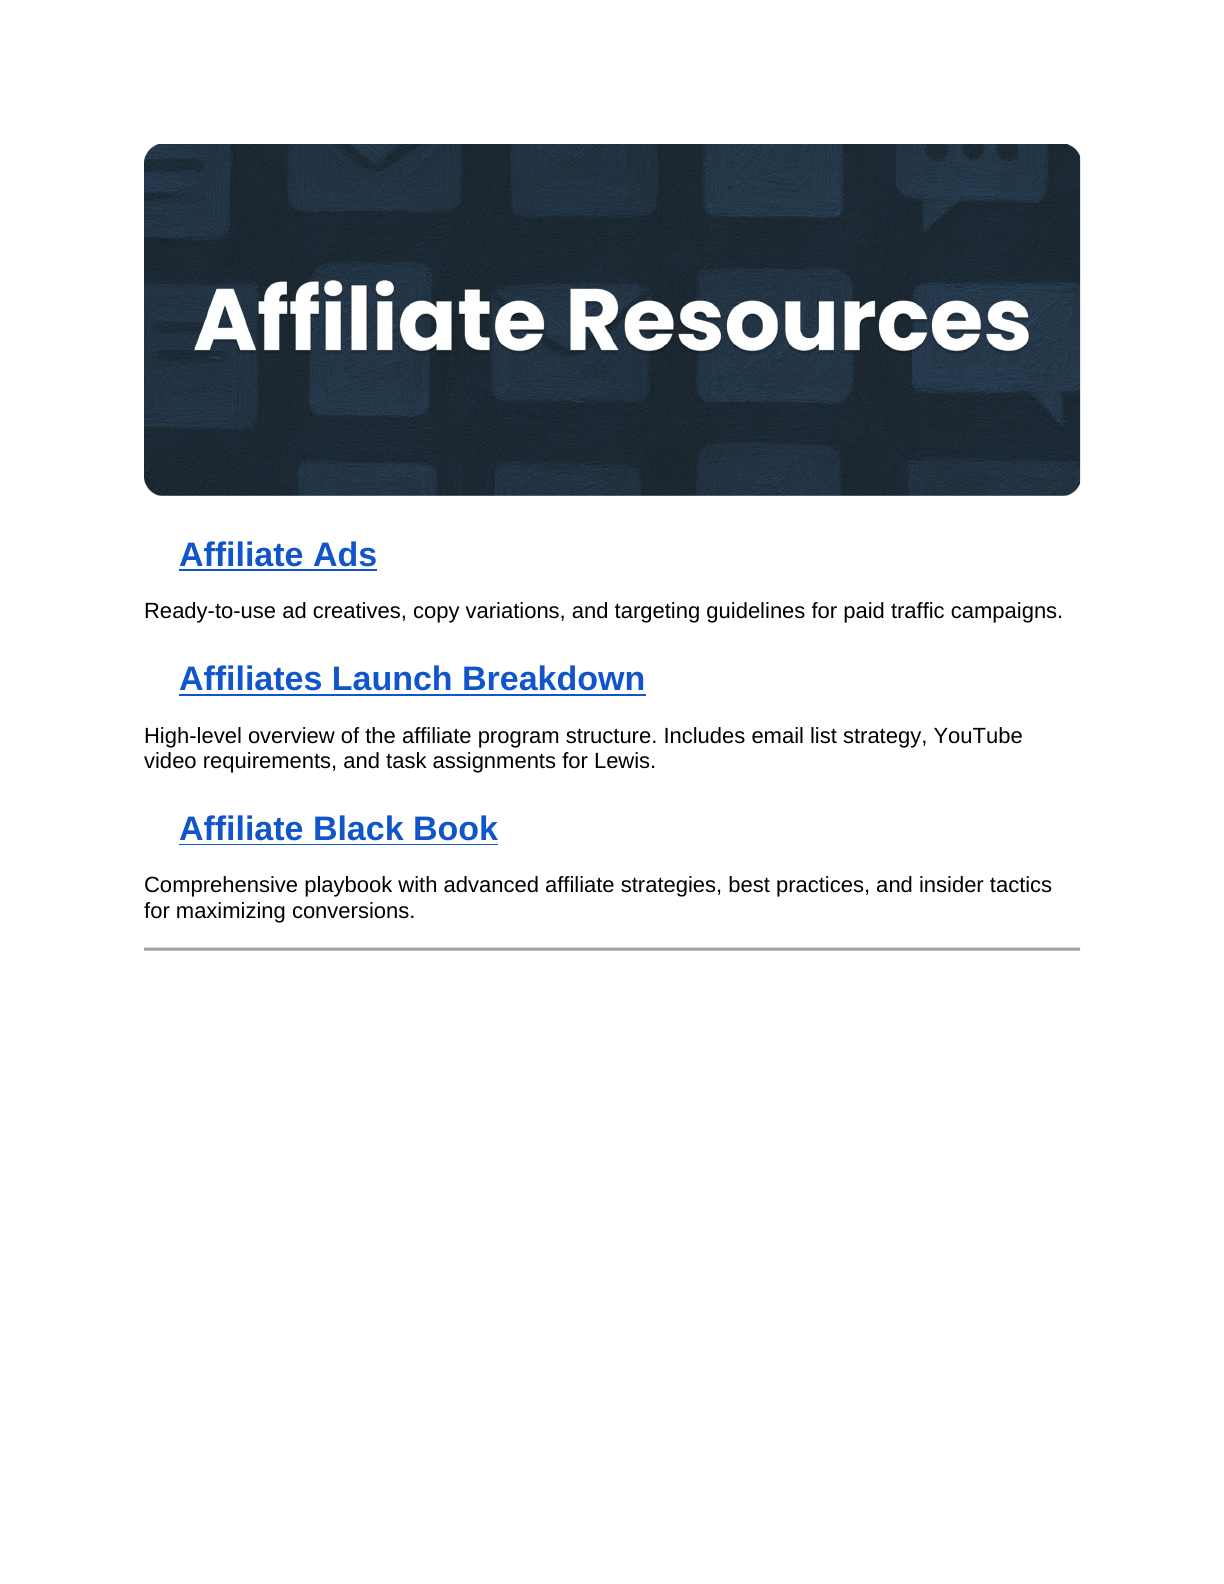 Affiliate Resources
Affiliate Ads
Ready-to-use ad creatives, copy variations, and targeting guidelines for paid traffic campaigns.
Affiliates Launch Breakdown
High-level overview of the affiliate program structure. Includes email list strategy, YouTube
video requirements, and task assignments for Lewis.
Affiliate Black Book
Comprehensive playbook with advanced affiliate strategies, best practices, and insider tactics
for maximizing conversions.